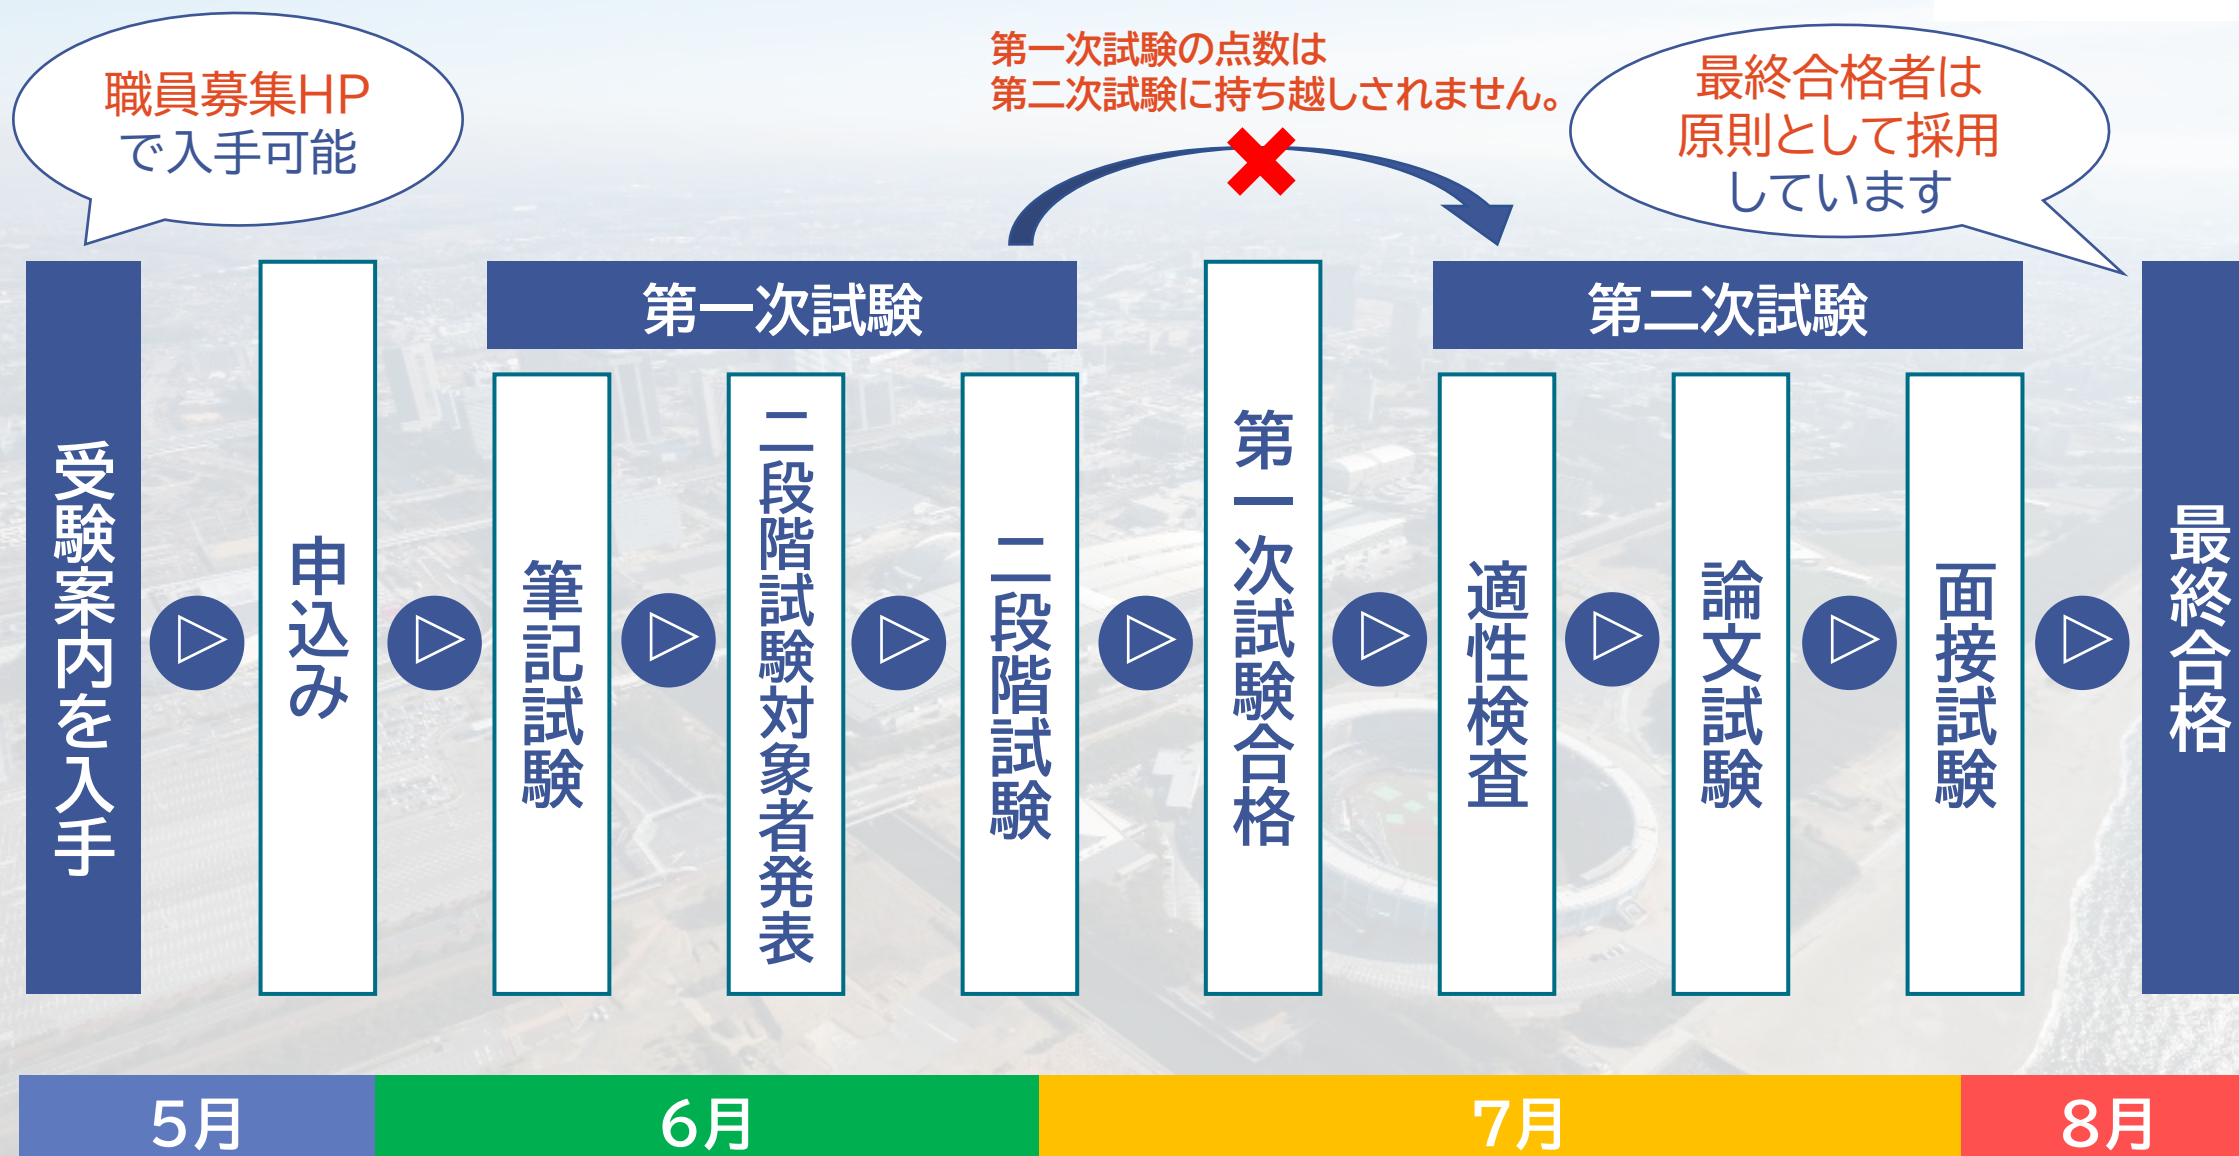 職員募集HP
で入手可能
第一次試験の点数は
第二次試験に持ち越しされません。
最終合格者は
原則として採用
しています
受験案内を入手
申込み
第一次試験
筆記試験
二段階試験対象者発表
二段階試験
第一次試験合格
第二次試験
適性検査
論文試験
面接試験
最終合格
5月
6月
7月
8月